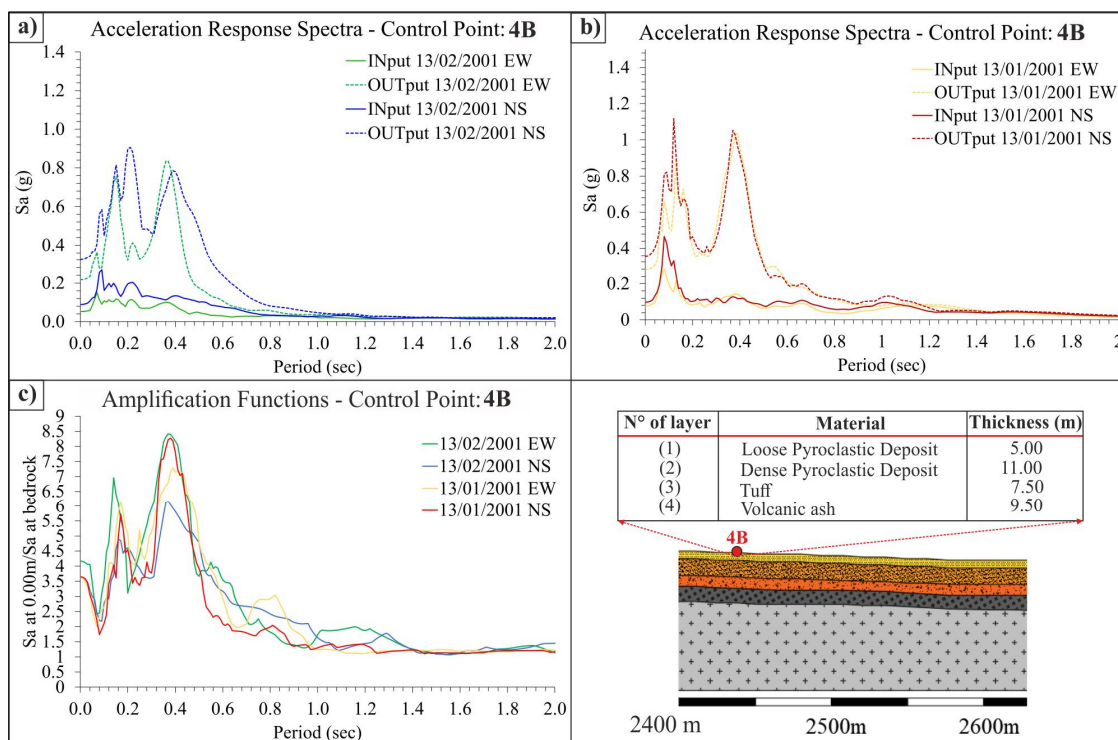 a)
Acceleration Response Spectra - Control Point: 4B
INput 13/02/2001 EW
OUTput 13/02/2001 EW
INput 13/02/2001 NS
OUTput 13/02/2001 NS
Sa (g)
1.4
1.2
1.0
0.8
0.6
0.4
0.2
0.0
0.0 0.2 0.4 0.6 0.8 1.0 1.2 1.4 1.6 1.8 2.0
Period (sec)
b)
Acceleration Response Spectra - Control Point: 4B
INput 13/01/2001 EW
OUTput 13/01/2001 EW
INput 13/01/2001 NS
OUTput 13/01/2001 NS
Sa (g)
1.4
1.2
1
0.8
0.6
0.4
0.2
0
0.0 0.2 0.4 0.6 0.8 1 1.2 1.4 1.6 1.8 2
Period (sec)
c)
Amplification Functions - Control Point: 4B
13/02/2001 EW
13/02/2001 NS
13/01/2001 EW
13/01/2001 NS
Sa at 0.00m/Sa at bedrock
9
8.5
8
7.5
7
6.5
6
5.5
5
4.5
4
3.5
3
2.5
2
1.5
1
0.5
0
0.0 0.2 0.4 0.6 0.8 1.0 1.2 1.4 1.6 1.8 2.0
Period (sec)
N° of layer Material Thickness (m)
(1) Loose Pyroclastic Deposit 5.00
(2) Dense Pyroclastic Deposit 11.00
(3) Tuff 7.50
(4) Volcanic ash 9.50
4B
2400 m 2500m 2600m